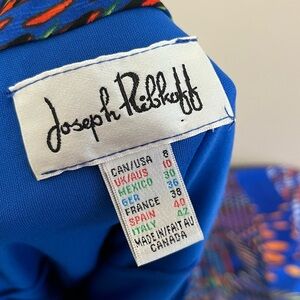 Joseph Ribkoff
CAN/USA 8
UK/AUS 10
MEXICO 30
GER 36
FRANCE 38
SPAIN 40
ITALY 42
MADE IN/FAIT AU
CANADA